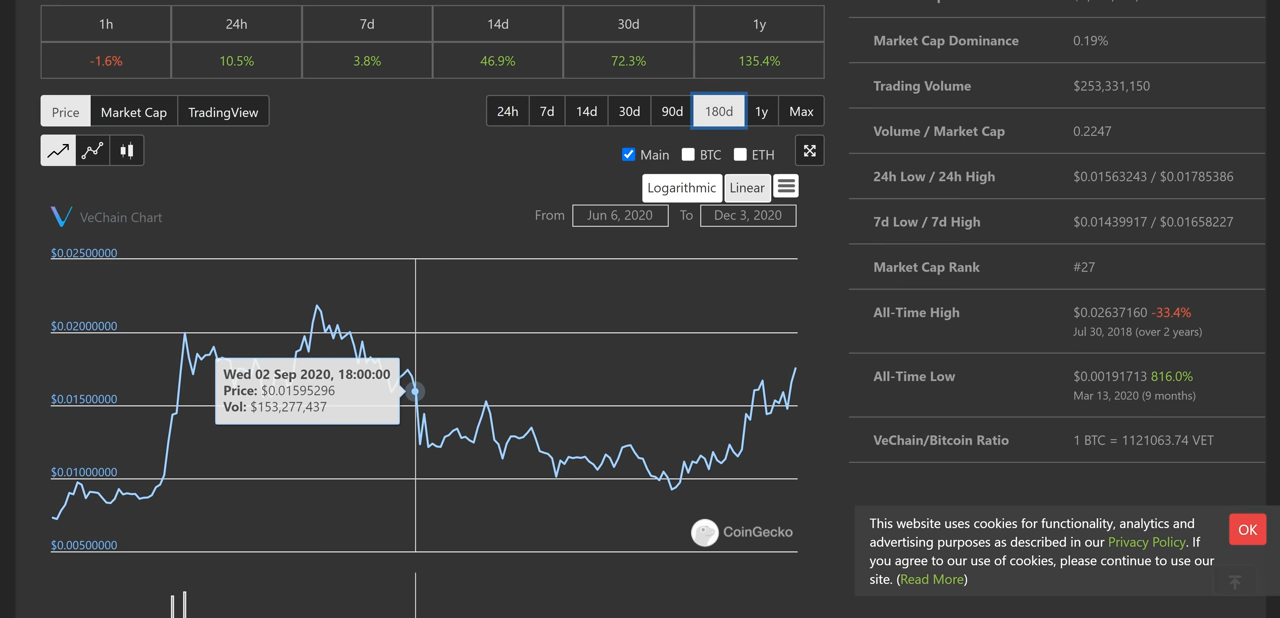 1h 24h 7d 14d 30d 1y
-1.6% 10.5% 3.8% 46.9% 72.3% 135.4%
Price Market Cap TradingView
24h 7d 14d 30d 90d 180d 1y Max
Main BTC ETH
Logarithmic Linear
VeChain Chart
From Jun 6, 2020 To Dec 3, 2020
$0.02500000
$0.02000000
$0.01500000
$0.01000000
$0.00500000
Wed 02 Sep 2020, 18:00:00
Price: $0.01595296
Vol: $153,277,437
CoinGecko
Market Cap Dominance 0.19%
Trading Volume $253,331,150
Volume / Market Cap 0.2247
24h Low / 24h High $0.01563243 / $0.01785386
7d Low / 7d High $0.01439917 / $0.01658227
Market Cap Rank #27
All-Time High $0.02637160 -33.4%
Jul 30, 2018 (over 2 years)
All-Time Low $0.00191713 816.0%
Mar 13, 2020 (9 months)
VeChain/Bitcoin Ratio 1 BTC = 1121063.74 VET
This website uses cookies for functionality, analytics and
advertising purposes as described in our Privacy Policy. If
you agree to our use of cookies, please continue to use our
site. (Read More)
OK